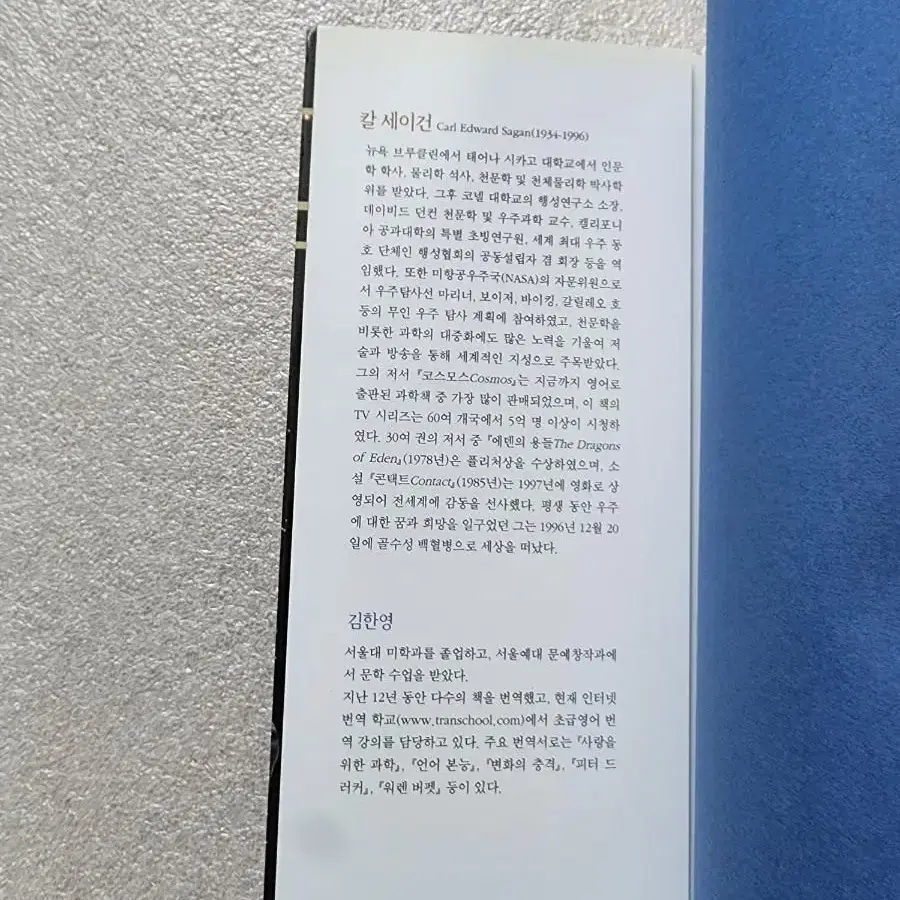 칼 세이건 Carl Edward Sagan(1934-1996)
뉴욕 브루클린에서 태어나 시카고 대학교에서 인문
학 학사, 물리학 석사, 천문학 및 천체물리학 박사학
위를 받았다. 그후 코넬 대학교의 행성연구소 소장,
데이비드 던컨 천문학 및 우주과학 교수, 캘리포니
아 공과대학의 특별 초빙연구원, 세계 최대 우주 동
호 단체인 행성협회의 공동설립자 겸 회장 등을 역
임했다. 또한 미항공우주국(NASA)의 자문위원으로
서 우주탐사선 마리너, 보이저, 바이킹, 갈릴레오 호
등의 무인 우주 탐사 계획에 참여하였고, 천문학을
비롯한 과학의 대중화에도 많은 노력을 기울여 저
술과 방송을 통해 세계적인 지성으로 주목받았다.
그의 저서 『코스모스Cosmos』는 지금까지 영어로
출판된 과학책 중 가장 많이 판매되었으며, 이 책의
TV 시리즈는 60여 개국에서 5억 명 이상이 시청하
였다. 30여 권의 저서 중 『에덴의 용들The Dragons
of Eden』(1978년)은 퓰리처상을 수상하였으며, 소
설 『콘택트Contact』(1985년)는 1997년에 영화로 상
영되어 전세계에 감동을 선사했다. 평생 동안 우주
에 대한 꿈과 희망을 일구었던 그는 1996년 12월 20
일에 골수성 백혈병으로 세상을 떠났다.
김한영
서울대 미학과를 졸업하고, 서울예대 문예창작과에
서 문학 수업을 받았다.
지난 12년 동안 다수의 책을 번역했고, 현재 인터넷
번역 학교(www.transchool.com)에서 초급영어 번
역 강의를 담당하고 있다. 주요 번역서로는 『사랑을
위한 과학』, 『언어 본능』, 『변화의 충격』, 『피터 드
러커』, 『워렌 버펫』 등이 있다.